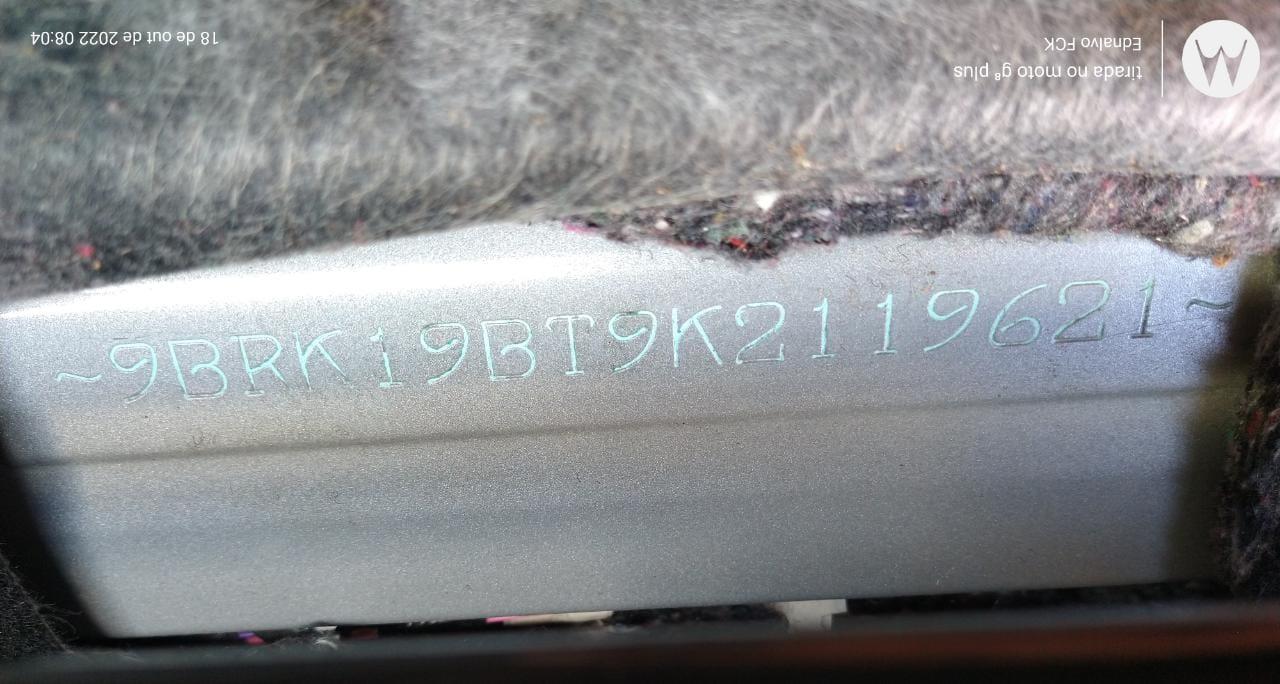 ~9BRK19BT9K2119621~
tirada no moto g⁸ plus
Ednalvo FCK
18 de out de 2022 08:04